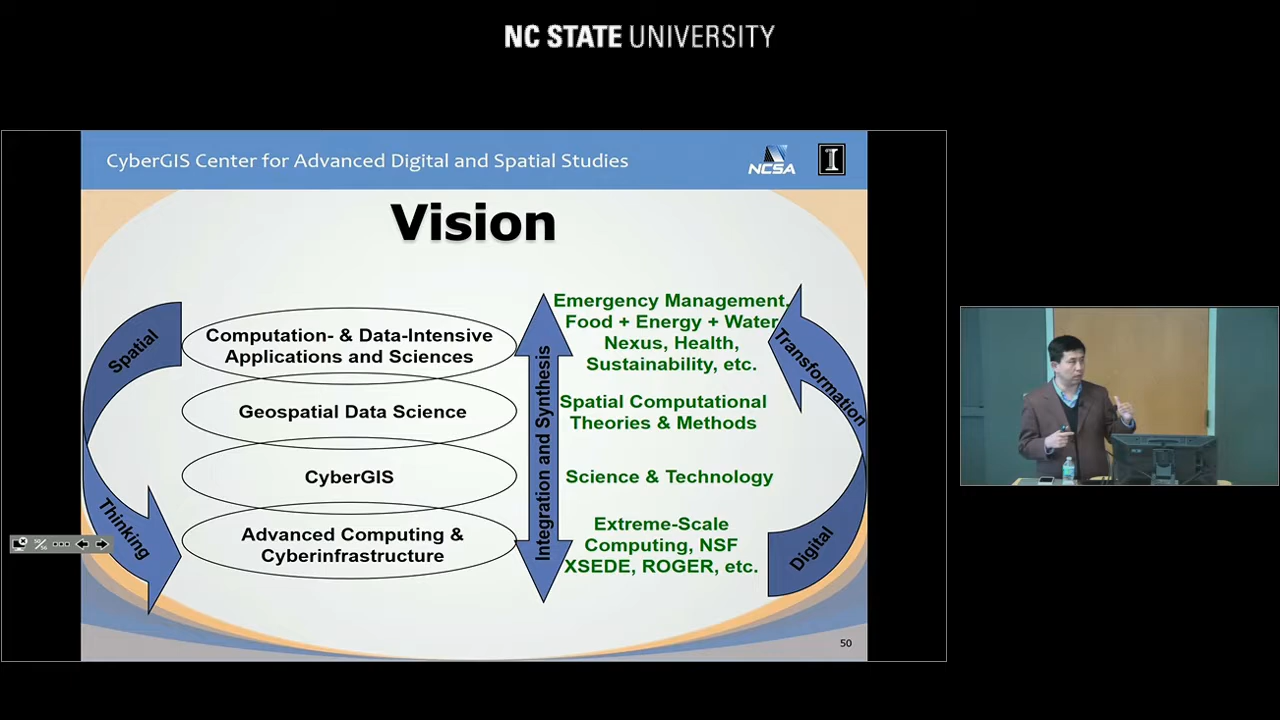 NC STATE UNIVERSITY
CyberGIS Center for Advanced Digital and Spatial Studies
NCSA
I
Vision
Spatial
Thinking
Computation- & Data-Intensive
Applications and Sciences
Geospatial Data Science
CyberGIS
Advanced Computing &
Cyberinfrastructure
Integration and Synthesis
Emergency Management,
Food + Energy + Water
Nexus, Health,
Sustainability, etc.
Spatial Computational
Theories & Methods
Science & Technology
Extreme-Scale
Computing, NSF
XSEDE, ROGER, etc.
Transformation
Digital
50